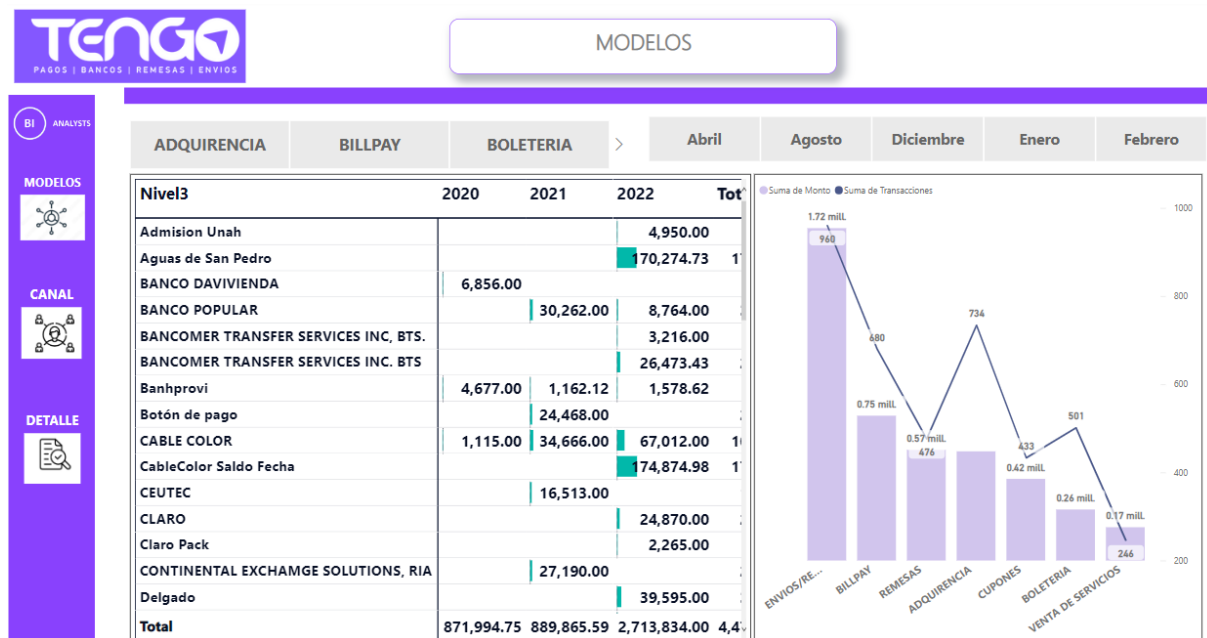 TENGO
PAGOS | BANCOS | REMESAS | ENVIOS
MODELOS
BI ANALYSTS
MODELOS
CANAL
DETALLE
ADQUIRENCIA BILLPAY BOLETERIA
Abril Agosto Diciembre Enero Febrero
Nivel3 2020 2021 2022 Tot
Admision Unah 4,950.00
Aguas de San Pedro 170,274.73 17
BANCO DAVIVIENDA 6,856.00
BANCO POPULAR 30,262.00 8,764.00
BANCOMER TRANSFER SERVICES INC, BTS. 3,216.00
BANCOMER TRANSFER SERVICES INC. BTS 26,473.43
Banhprovi 4,677.00 1,162.12 1,578.62
Botón de pago 24,468.00
CABLE COLOR 1,115.00 34,666.00 67,012.00 10
CableColor Saldo Fecha 174,874.98 17
CEUTEC 16,513.00
CLARO 24,870.00
Claro Pack 2,265.00
CONTINENTAL EXCHAMGE SOLUTIONS, RIA 27,190.00
Delgado 39,595.00
Total 871,994.75 889,865.59 2,713,834.00 4,47
Suma de Monto Suma de Transacciones
1.72 mill.
960
680
0.75 mill.
0.57 mill.
476
734
433
0.42 mill.
501
0.26 mill.
0.17 mill.
246
1000
800
600
400
200
ENVIOS/RE... BILLPAY REMESAS ADQUIRENCIA CUPONES BOLETERIA VENTA DE SERVICIOS